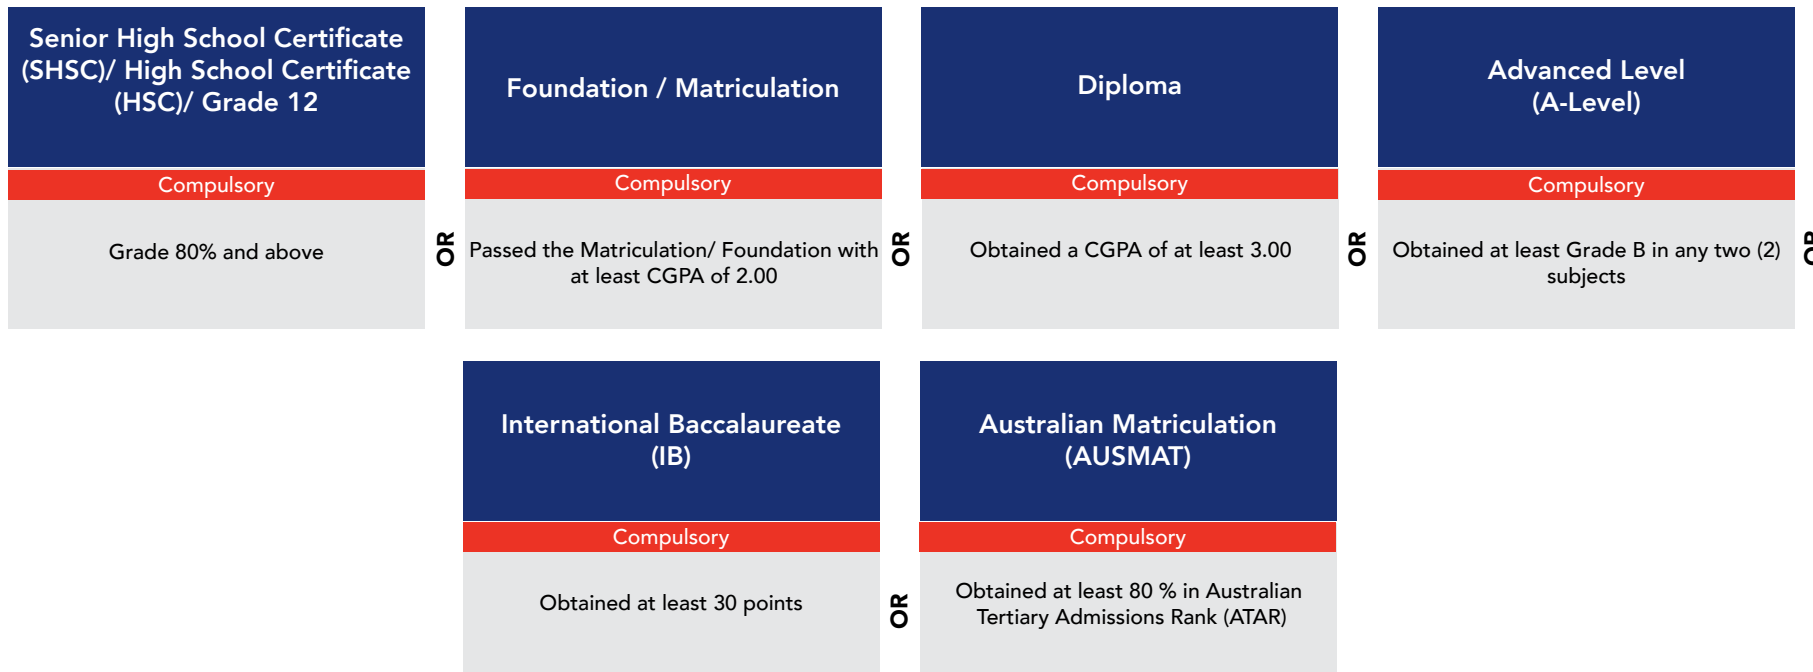 Senior High School Certificate
(SHSC)/ High School Certificate
(HSC)/ Grade 12
Compulsory
Grade 80% and above
OR
Foundation / Matriculation
Compulsory
Passed the Matriculation/ Foundation with
at least CGPA of 2.00
OR
Diploma
Compulsory
Obtained a CGPA of at least 3.00
OR
Advanced Level
(A-Level)
Compulsory
Obtained at least Grade B in any two (2)
subjects
OR
International Baccalaureate
(IB)
Compulsory
Obtained at least 30 points
OR
Australian Matriculation
(AUSMAT)
Compulsory
Obtained at least 80 % in Australian
Tertiary Admissions Rank (ATAR)